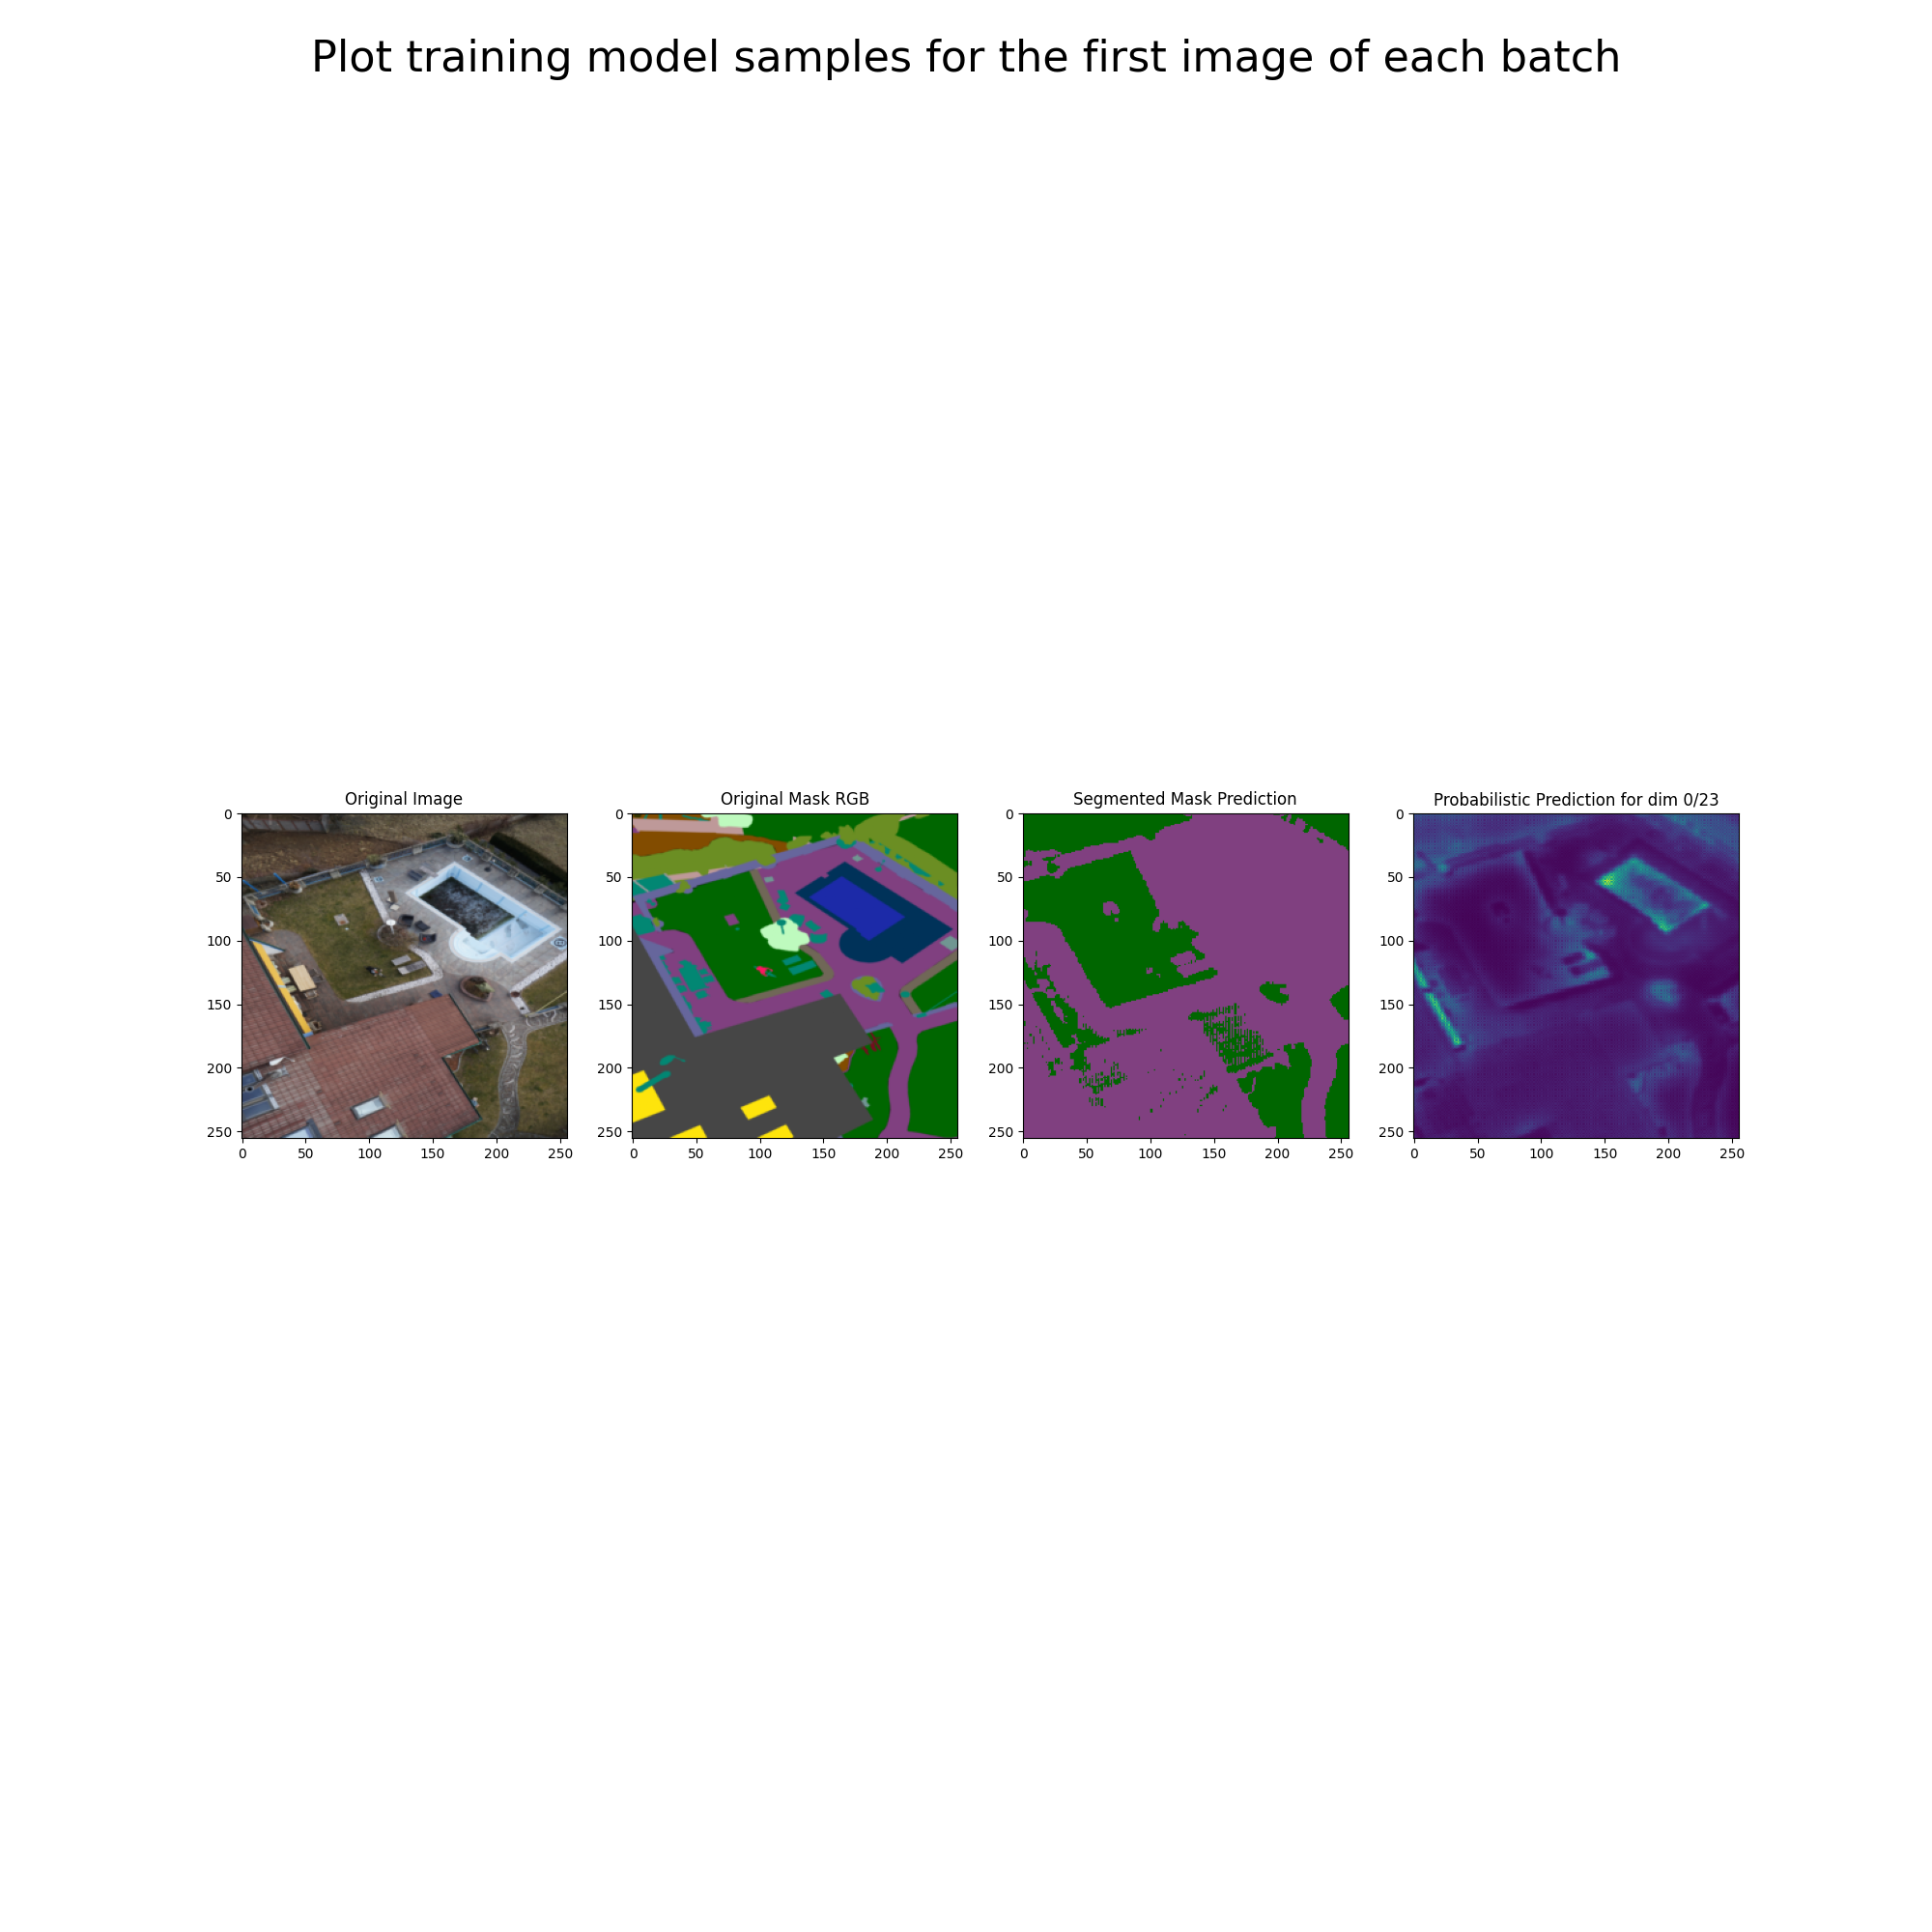 Plot training model samples for the first image of each batch
Original Image
Original Mask RGB
Segmented Mask Prediction
Probabilistic Prediction for dim 0/23
0
50
100
150
200
250
0 50 100 150 200 250
0
50
100
150
200
250
0 50 100 150 200 250
0
50
100
150
200
250
0 50 100 150 200 250
0
50
100
150
200
250
0 50 100 150 200 250